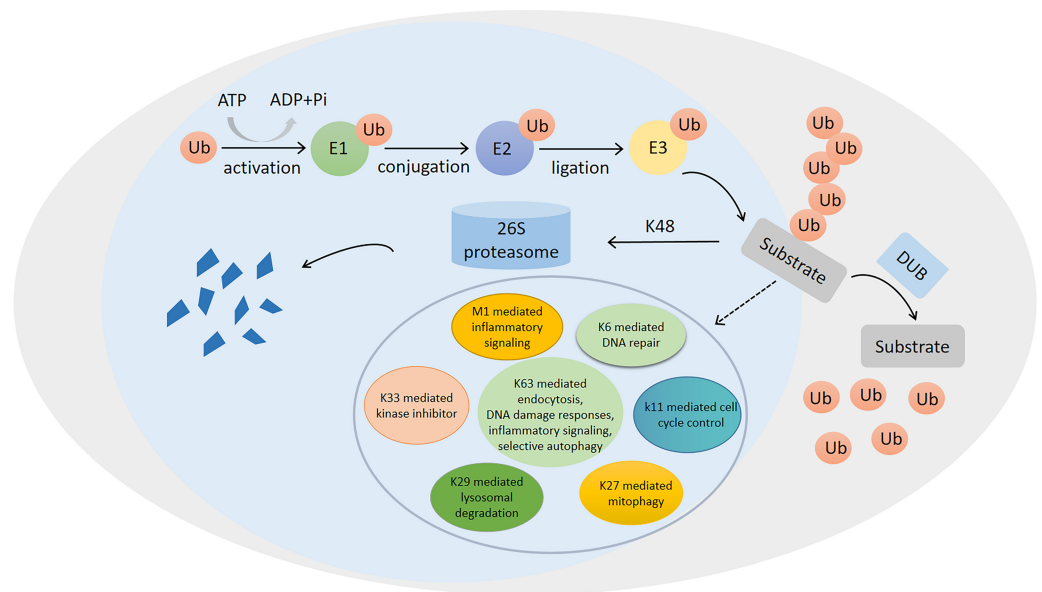 ATP
ADP+Pi
Ub
activation
E1
Ub
conjugation
E2
Ub
ligation
E3
Ub
Ub
Ub
Ub
Ub
Ub
Substrate
K48
26S
proteasome
DUB
Substrate
Ub
Ub
Ub
Ub
Ub
M1 mediated
inflammatory
signaling
K6 mediated
DNA repair
K33 mediated
kinase inhibitor
K63 mediated
endocytosis,
DNA damage responses,
inflammatory signaling,
selective autophagy
k11 mediated cell
cycle control
K29 mediated
lysosomal
degradation
K27 mediated
mitophagy